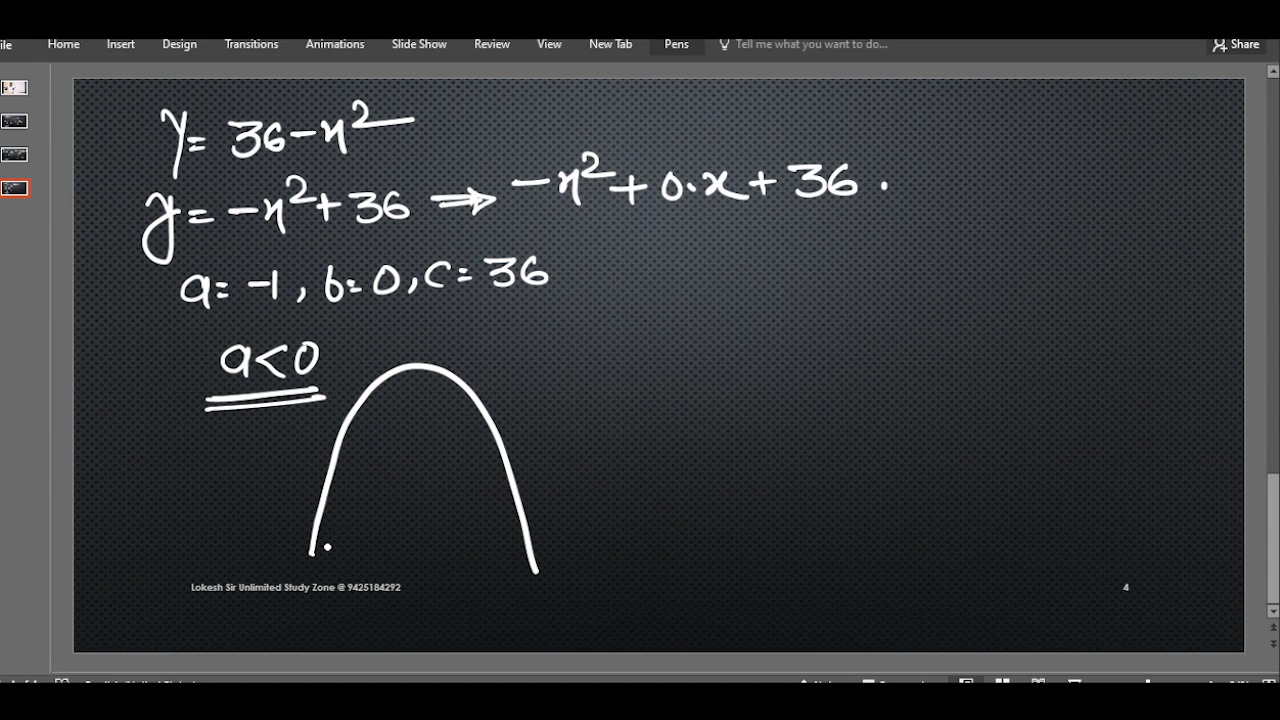 ile Home Insert Design Transitions Animations Slide Show Review View New Tab Pens Tell me what you want to do... Share
y= 36-x²
y= -x²+36 ⇒ -x²+0·x+36.
a= -1, b=0, c= 36
a<0
Lokesh Sir Unlimited Study Zone @ 9425184292
4